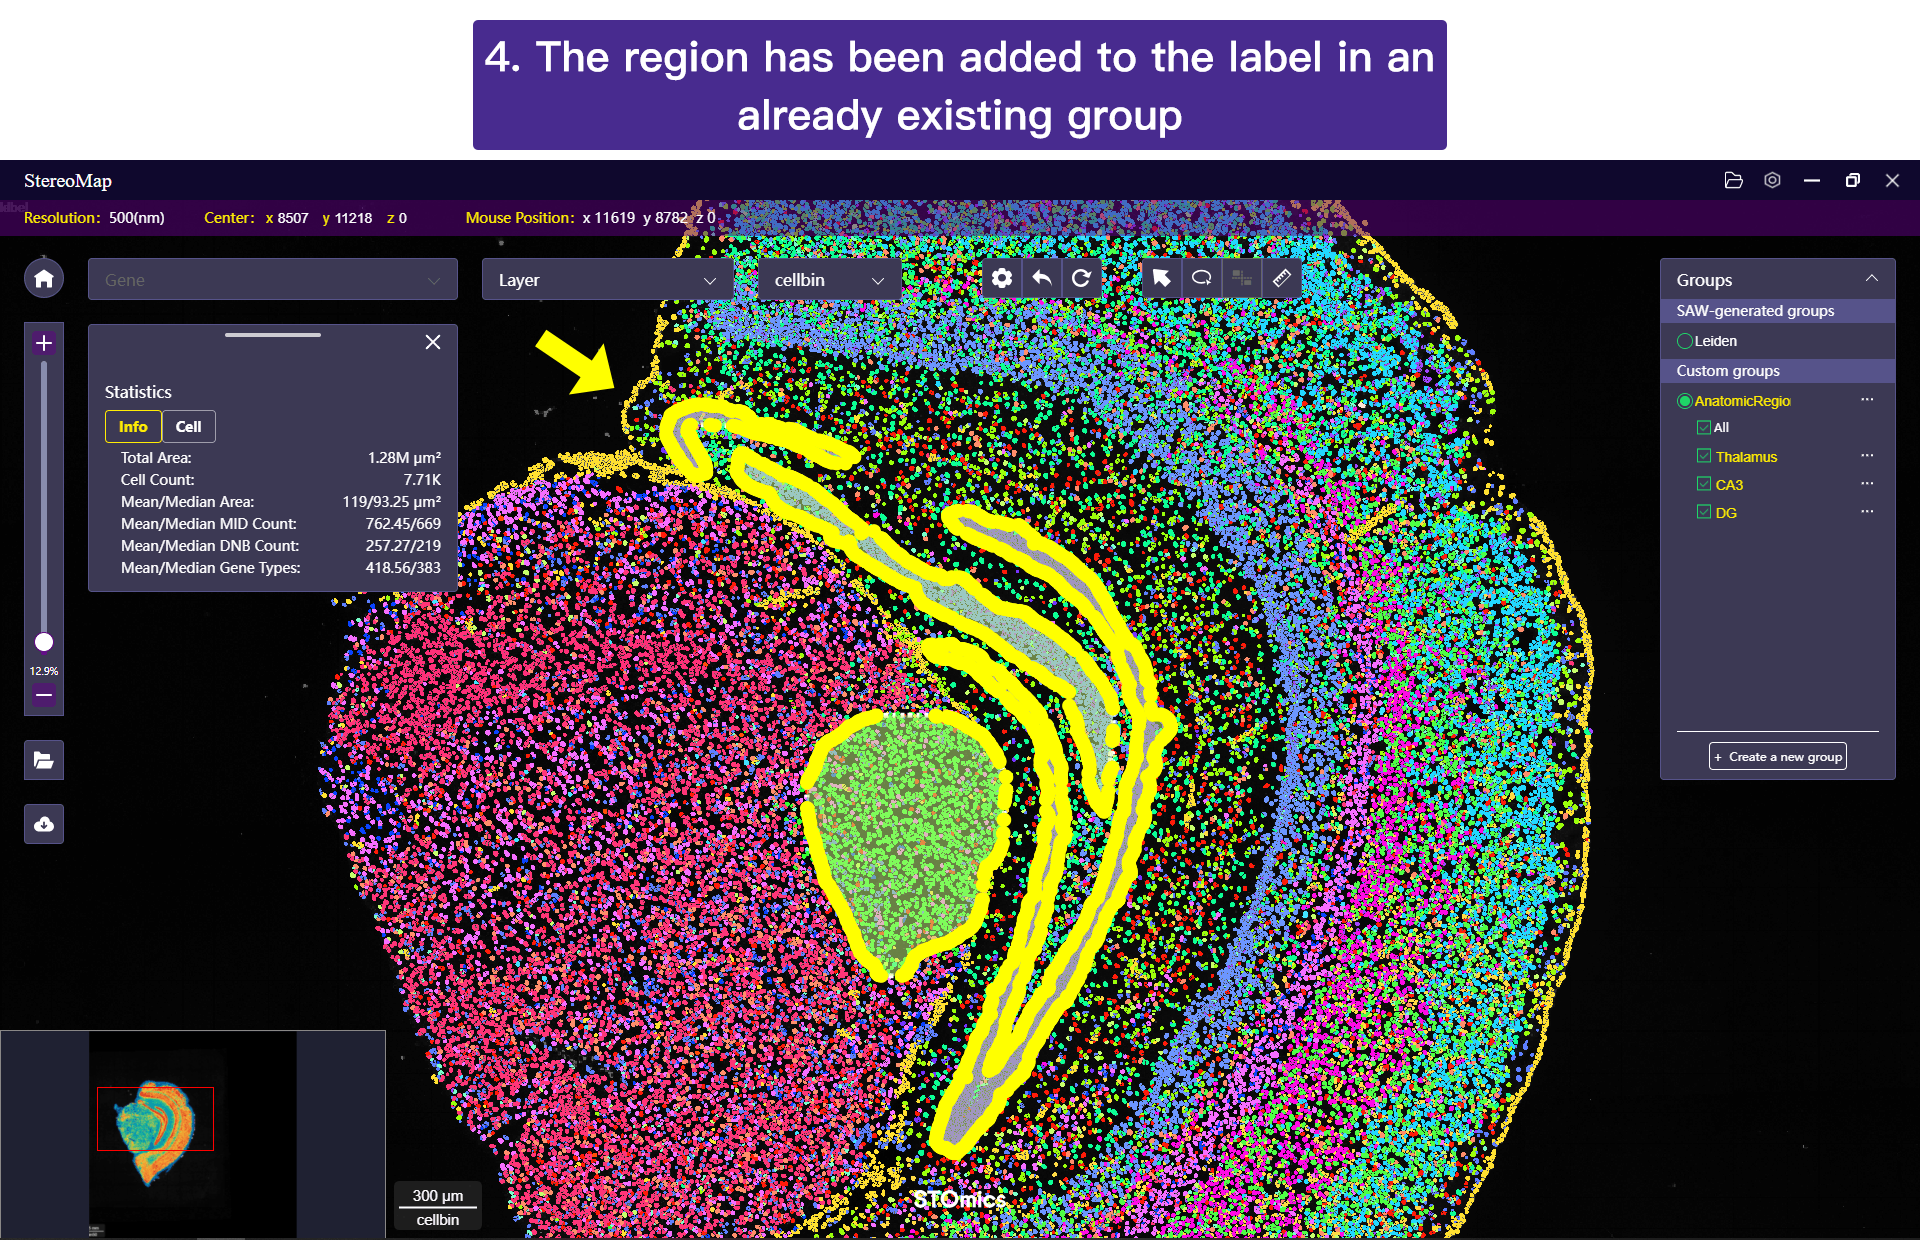 4. The region has been added to the label in an
already existing group
StereoMap
Resolution: 500(nm) Center: x 8507 y 11218 z 0 Mouse Position: x 11619 y 8782 z 0
Gene
Layer
cellbin
Groups
SAW-generated groups
Leiden
Custom groups
AnatomicRegio
All
Thalamus
CA3
DG
+ Create a new group
Statistics
Info Cell
Total Area: 1.28M µm²
Cell Count: 7.71K
Mean/Median Area: 119/93.25 µm²
Mean/Median MID Count: 762.45/669
Mean/Median DNB Count: 257.27/219
Mean/Median Gene Types: 418.56/383
12.9%
300 µm
cellbin
STOmics